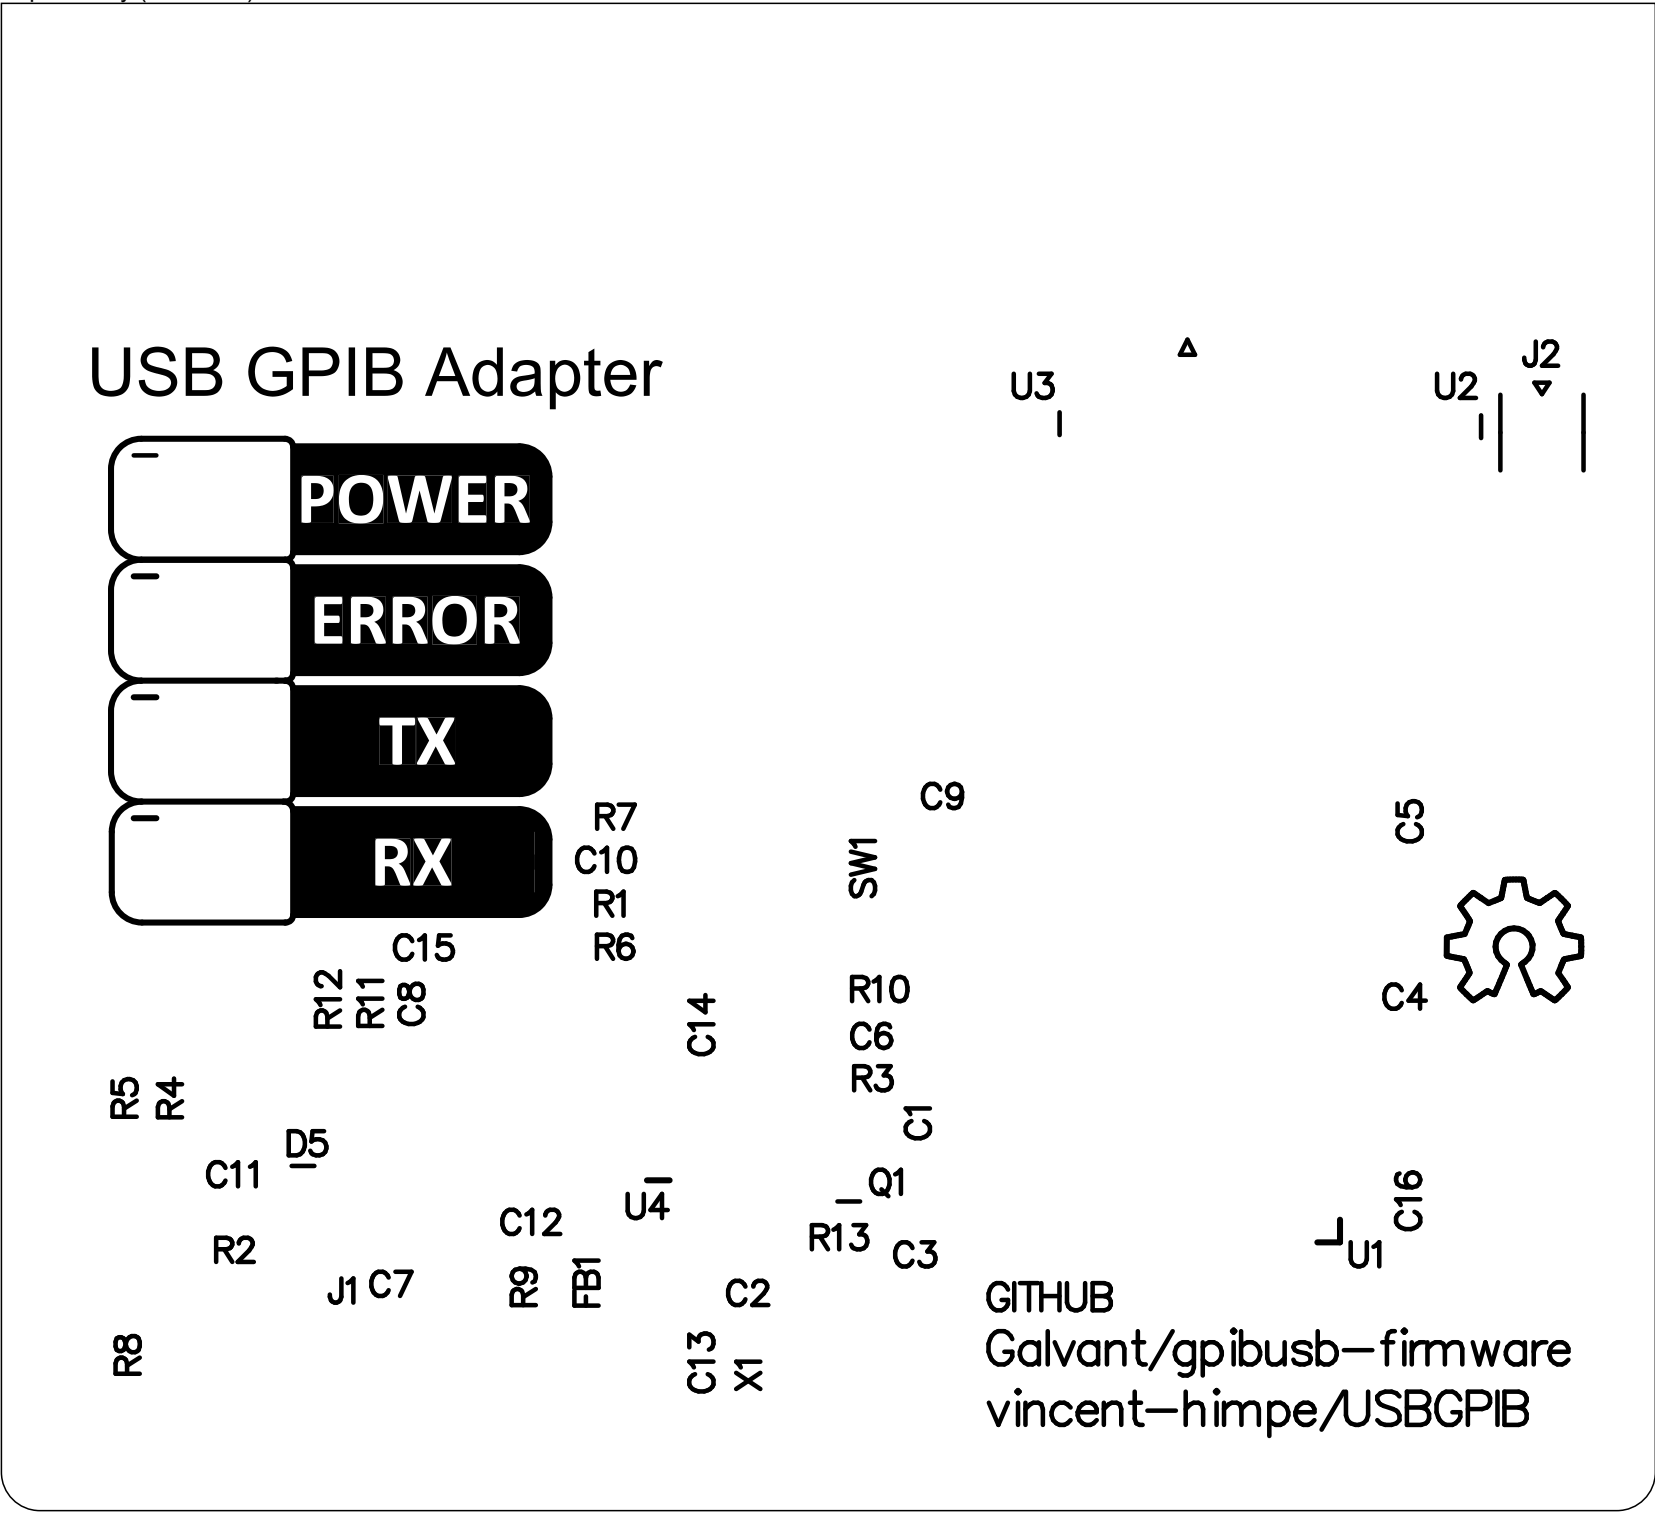 USB GPIB Adapter
J2
U3
U2
POWER
ERROR
TX
RX
R7
C9
C5
C10
SW1
R1
C15
R6
R12
R11
C8
R10
C4
C14
C6
R3
R5
R4
C1
D5
C11
Q1
C16
U4
C12
R13
R2
C3
U1
J1
C7
R9
FB1
C2
GITHUB
Galvant/gpibusb-firmware
R8
C13
X1
vincent-himpe/USBGPIB